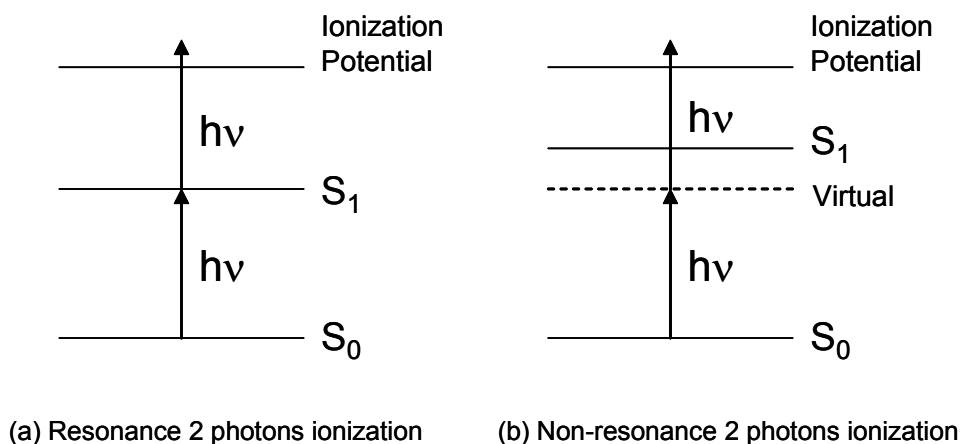 Ionization
Potential
hν
S₁
hν
S₀
(a) Resonance 2 photons ionization
Ionization
Potential
hν
S₁
Virtual
hν
S₀
(b) Non-resonance 2 photons ionization